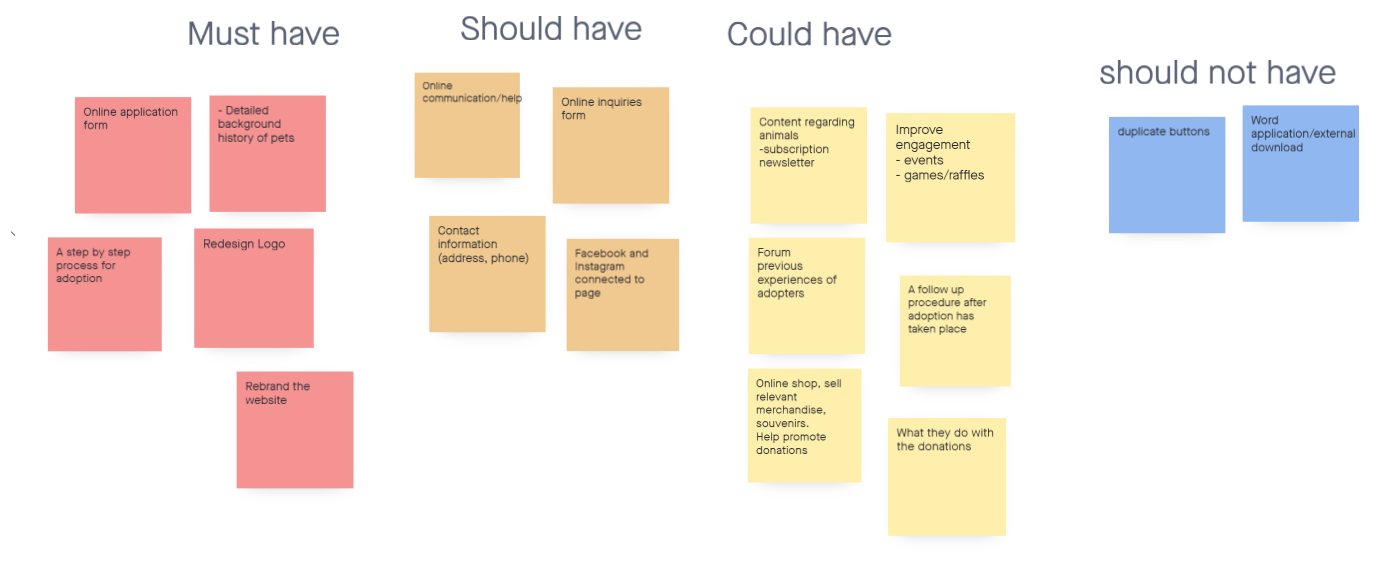 Must have
Online application
form
- Detailed
background
history of pets
A step by step
process for
adoption
Redesign Logo
Rebrand the
website
Should have
Online
communication/help
Online inquiries
form
Contact
information
(address, phone)
Facebook and
Instagram
connected to
page
Could have
Content regarding
animals
-subscription
newsletter
Improve
engagement
- events
- games/raffles
Forum
previous
experiences of
adopters
A follow up
procedure after
adoption has
taken place
Online shop, sell
relevant
merchandise,
souvenirs.
Help promote
donations
What they do with
the donations
should not have
duplicate buttons
Word
application/external
download